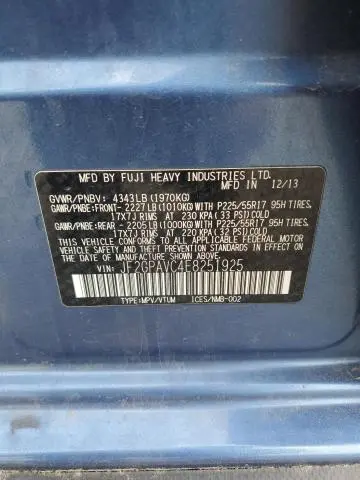 MFD BY FUJI HEAVY INDUSTRIES LTD.
MFD. IN 12/13
GVWR/PNBV: 4343LB(1970KG)
GAWR/PNBE:FRONT- 2227LB(1010KG)WITH P225/55R17 95H TIRES,
17X7J RIMS AT 230 KPA(33 PSI)COLD
GAWR/PNBE:REAR - 2205LB(1000KG)WITH P225/55R17 95H TIRES,
17X7J RIMS AT 220 KPA(32 PSI)COLD
THIS VEHICLE CONFORMS TO ALL APPLICABLE FEDERAL MOTOR
VEHICLE SAFETY STANDARDS IN EFFECT ON THE DATE OF
MANUFACTURE SHOWN ABOVE.
VIN: JF2GPAVC4E8251925
TYPE:MPV/VTUM ICES/NMB-002